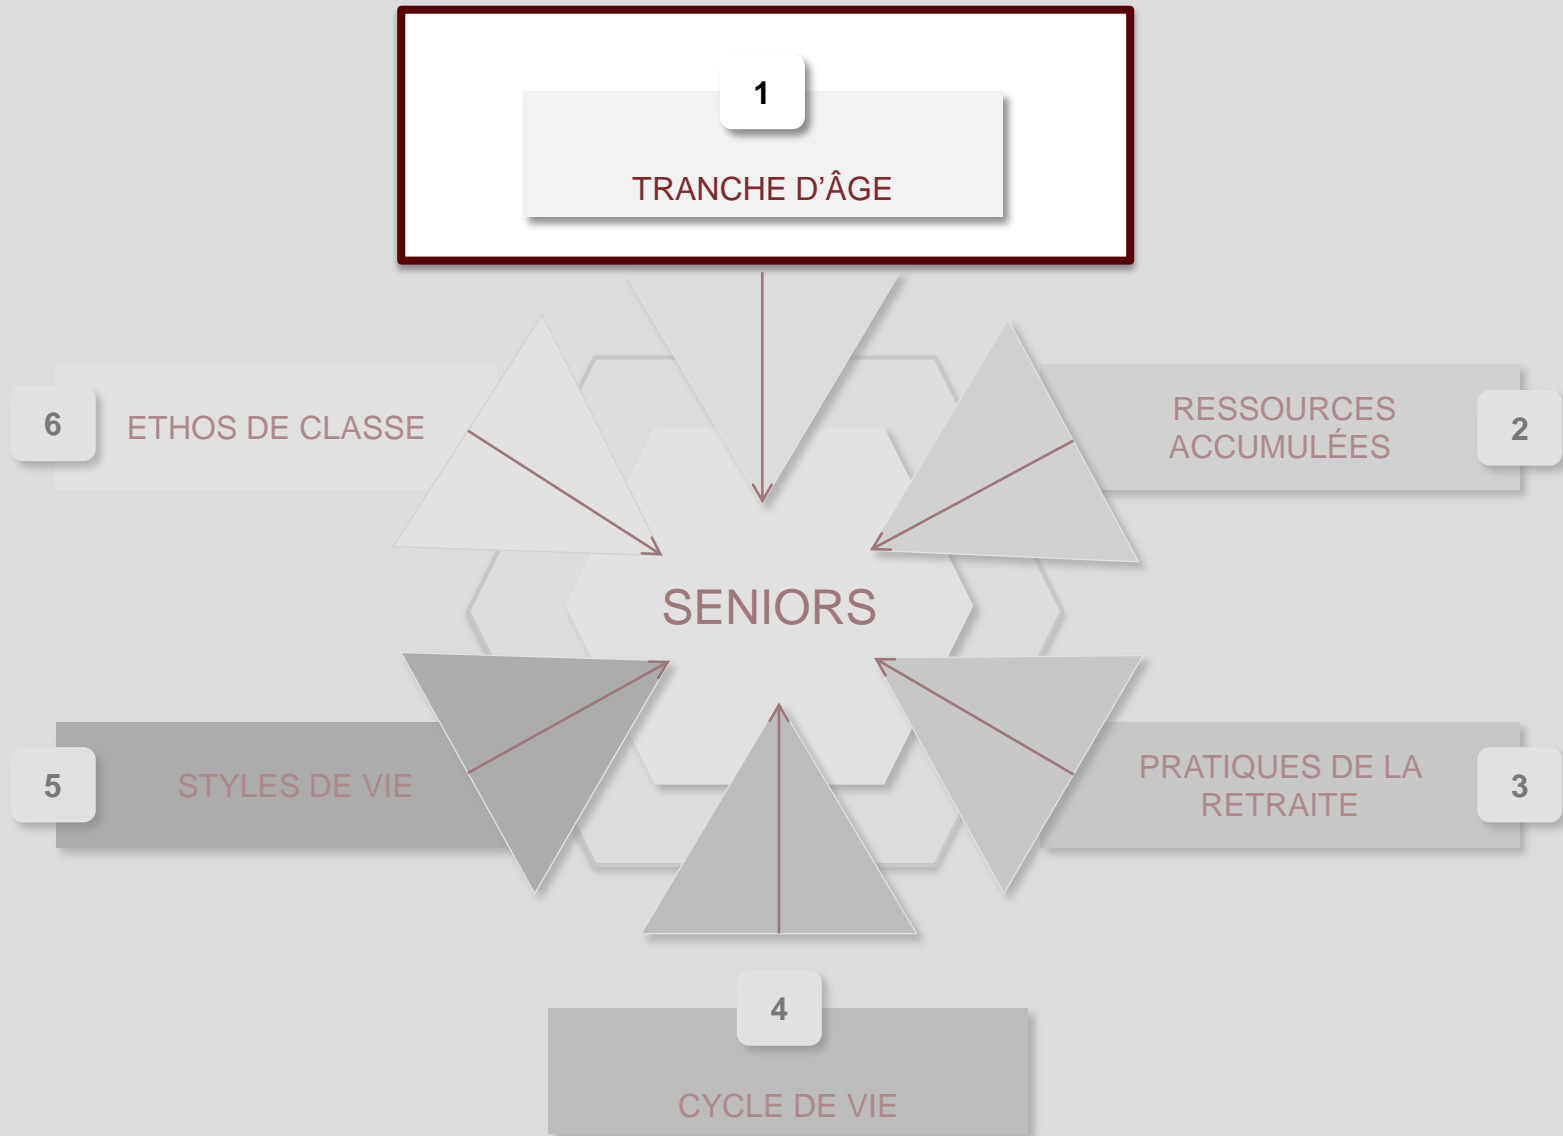 1
TRANCHE D’ÂGE
6
ETHOS DE CLASSE
RESSOURCES
ACCUMULÉES
2
SENIORS
5
STYLES DE VIE
PRATIQUES DE LA
RETRAITE
3
4
CYCLE DE VIE